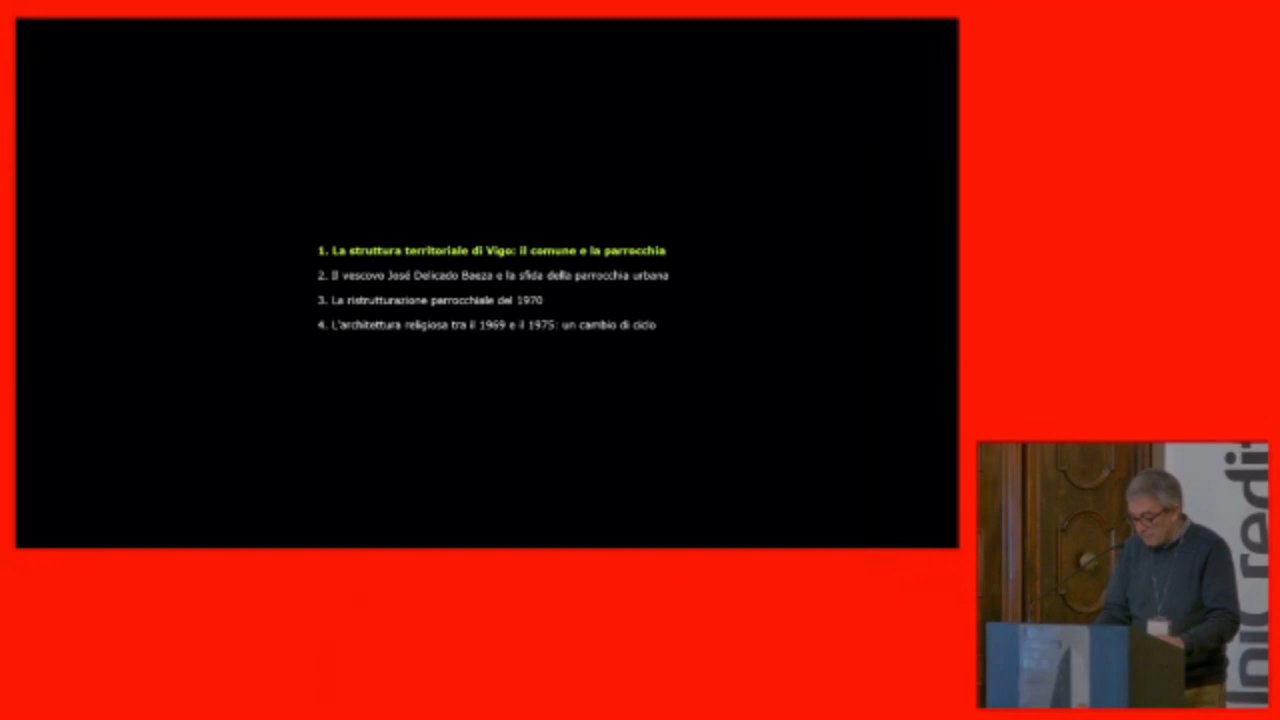 1. La struttura territoriale di Vigo: il comune e la parrocchia
2. Il vescovo José Delicado Baeza e la sfida della parrocchia urbana
3. La ristrutturazione parrocchiale del 1970
4. L'architettura religiosa tra il 1969 e il 1975: un cambio di ciclo